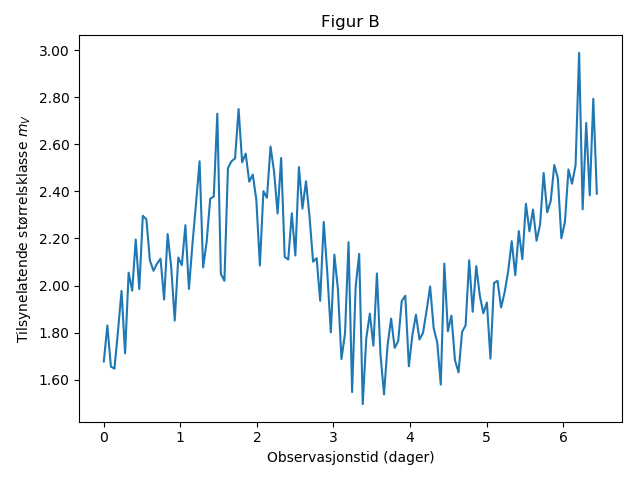 Figur B
3.00
2.80
2.60
2.40
2.20
2.00
1.80
1.60
Tilsynelatende størrelsklasse m_V
0 1 2 3 4 5 6
Observasjonstid (dager)